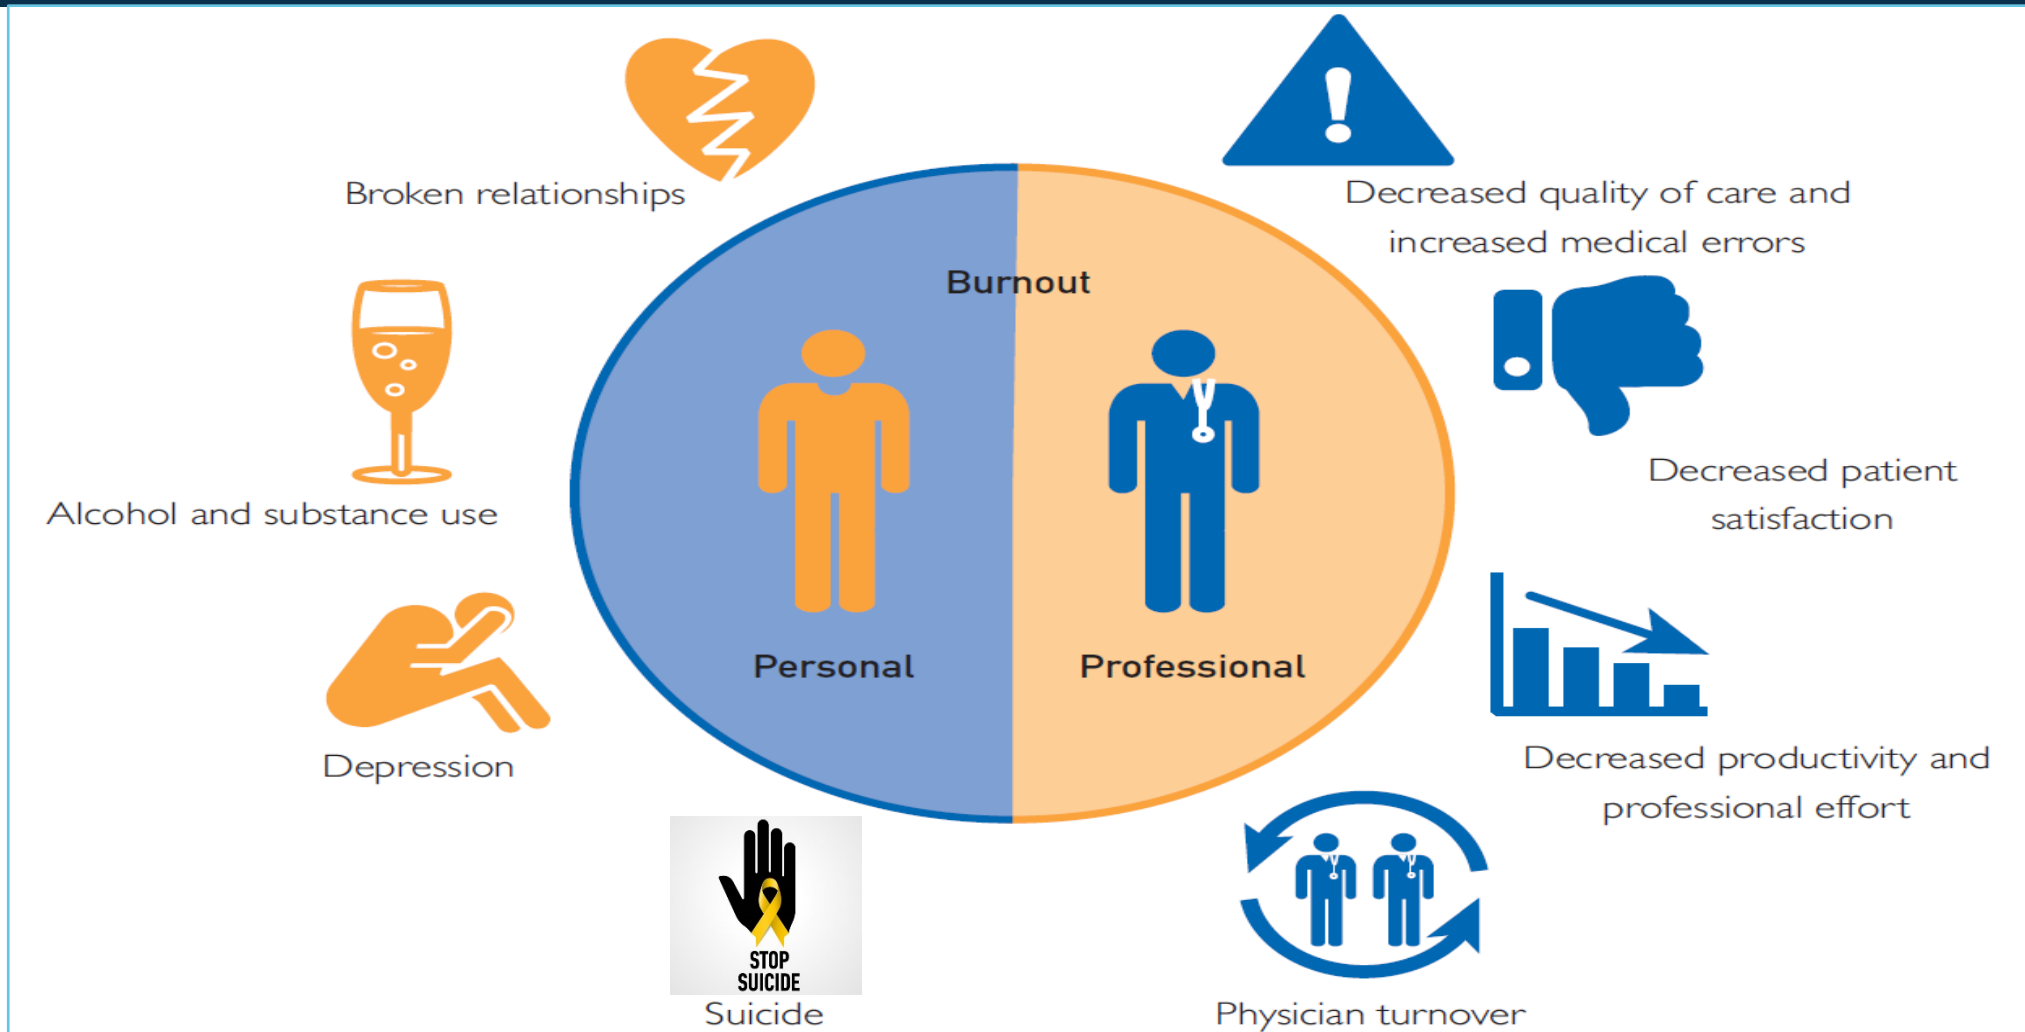 Broken relationships
Decreased quality of care and
increased medical errors
Burnout
Alcohol and substance use
Decreased patient
satisfaction
Personal
Professional
Depression
Decreased productivity and
professional effort
STOP
SUICIDE
Suicide
Physician turnover